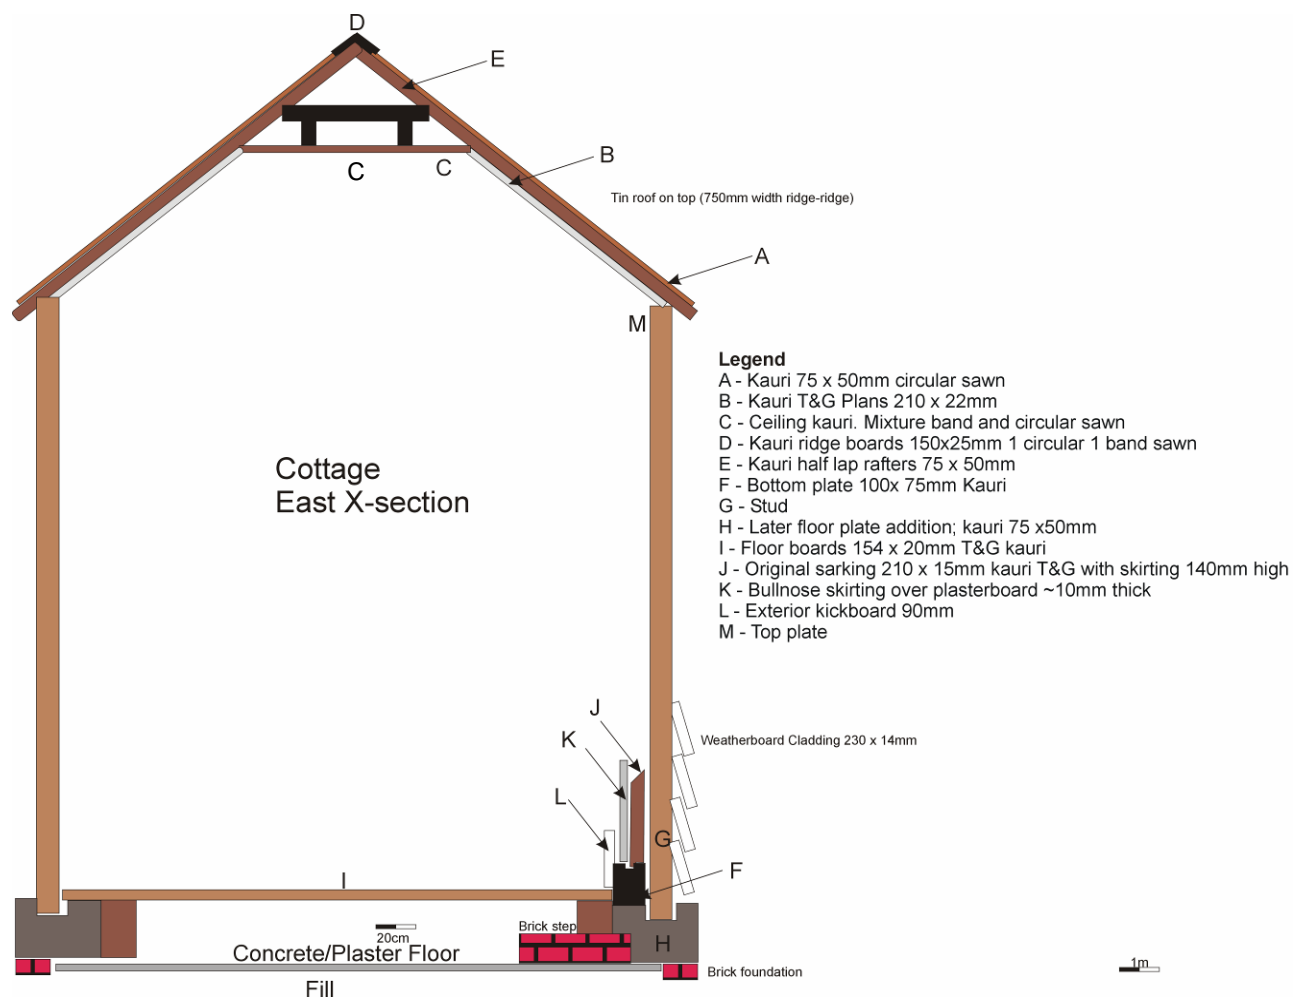 D
E
B
C
C
Tin roof on top (750mm width ridge-ridge)
A
M
Legend
A - Kauri 75 x 50mm circular sawn
B - Kauri T&G Plans 210 x 22mm
C - Ceiling kauri. Mixture band and circular sawn
D - Kauri ridge boards 150x25mm 1 circular 1 band sawn
E - Kauri half lap rafters 75 x 50mm
F - Bottom plate 100x 75mm Kauri
G - Stud
H - Later floor plate addition; kauri 75 x50mm
I - Floor boards 154 x 20mm T&G kauri
J - Original sarking 210 x 15mm kauri T&G with skirting 140mm high
K - Bullnose skirting over plasterboard ~10mm thick
L - Exterior kickboard 90mm
M - Top plate
Cottage
East X-section
J
K
Weatherboard Cladding 230 x 14mm
L
G
F
I
Brick step
20cm
H
Concrete/Plaster Floor
1m
Brick foundation
Fill